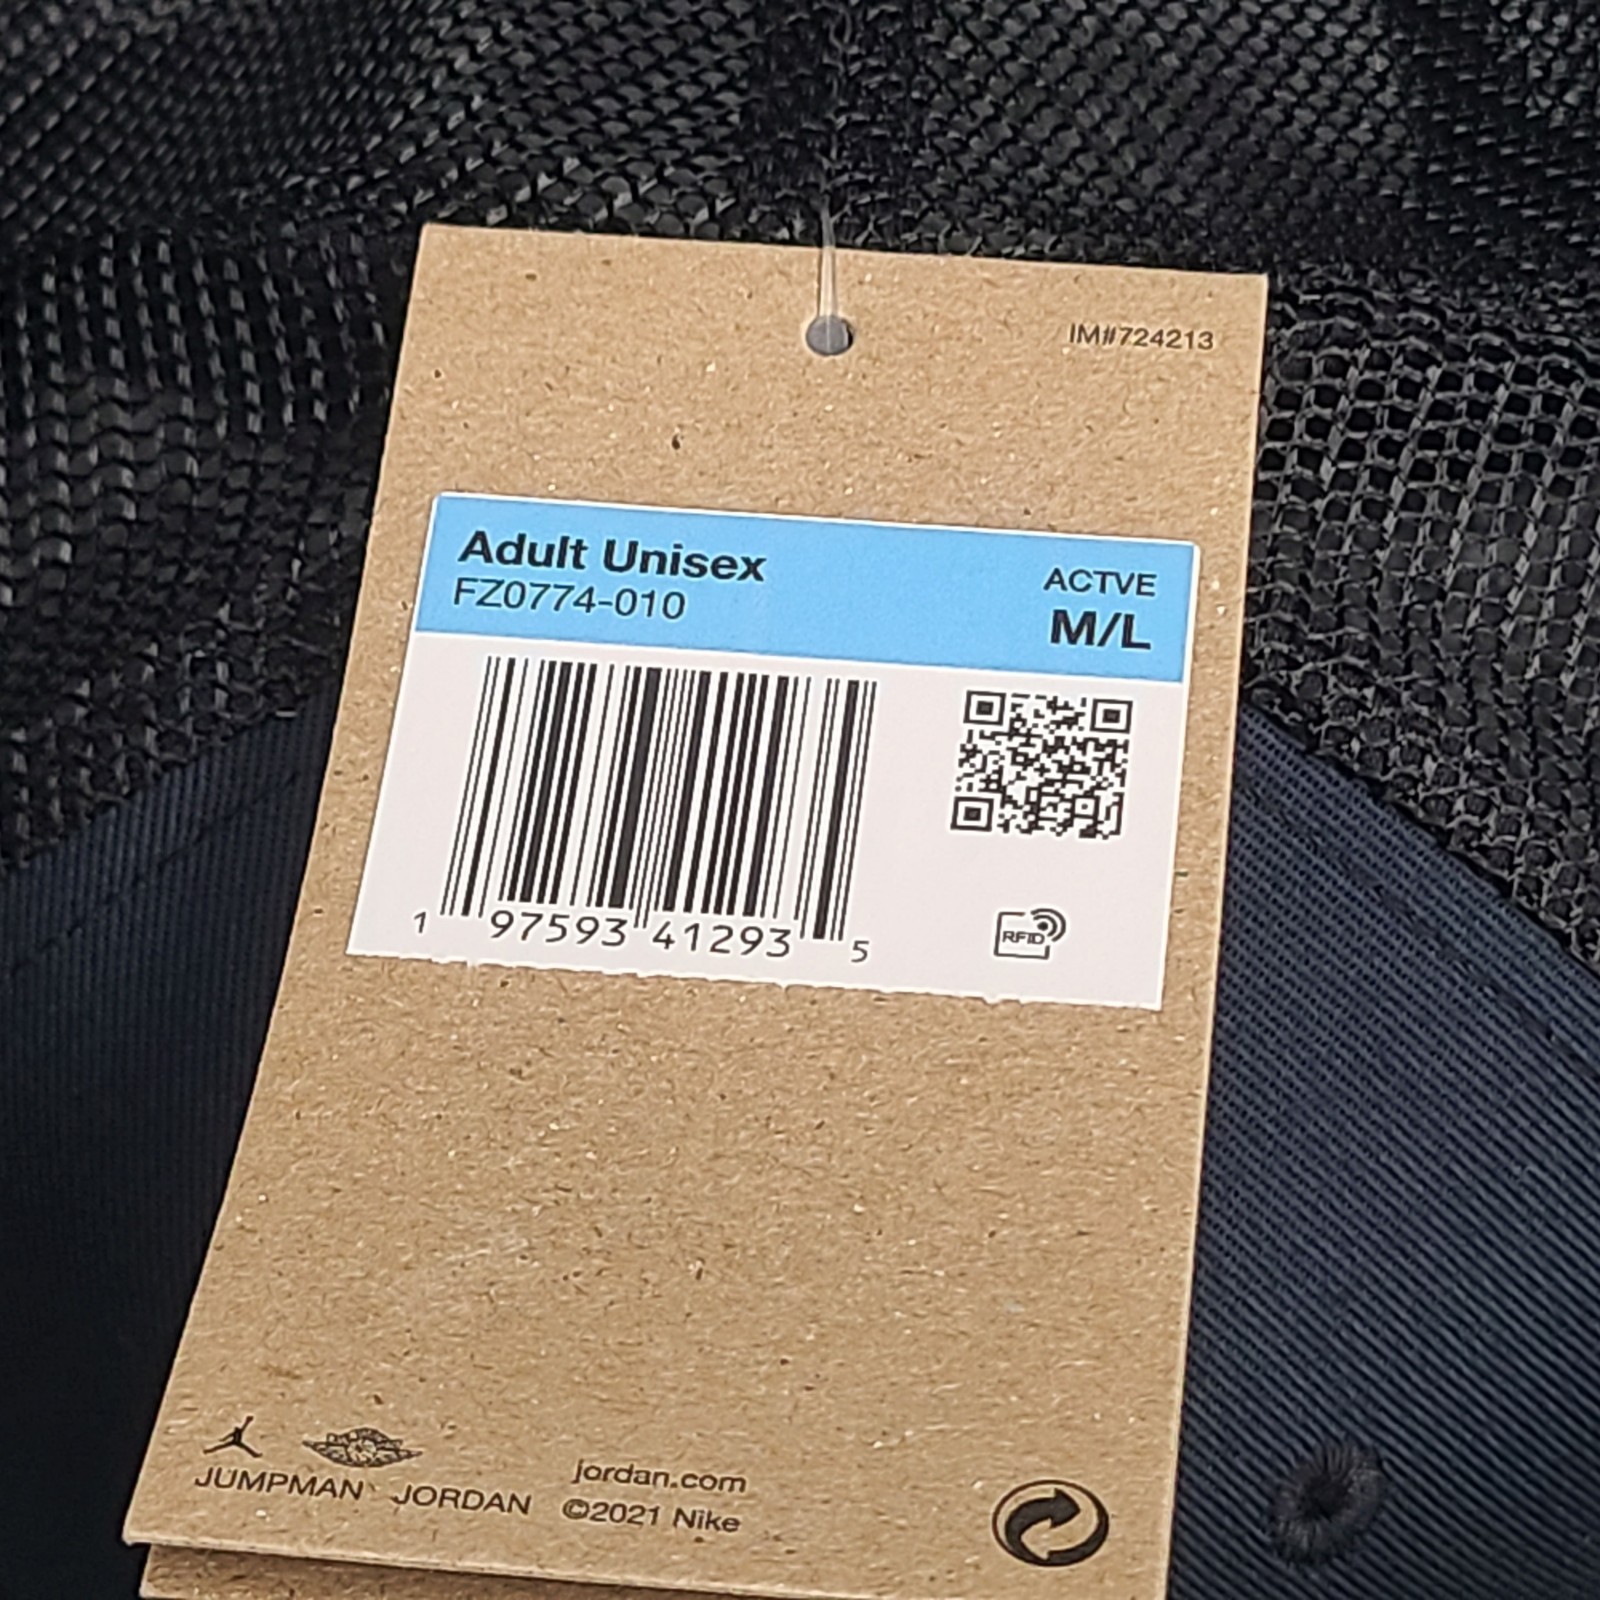 IM#724213
Adult Unisex
FZ0774-010
ACTVE
M/L
1 97593 41293 5
RFID
JUMPMAN JORDAN
jordan.com
©2021 Nike